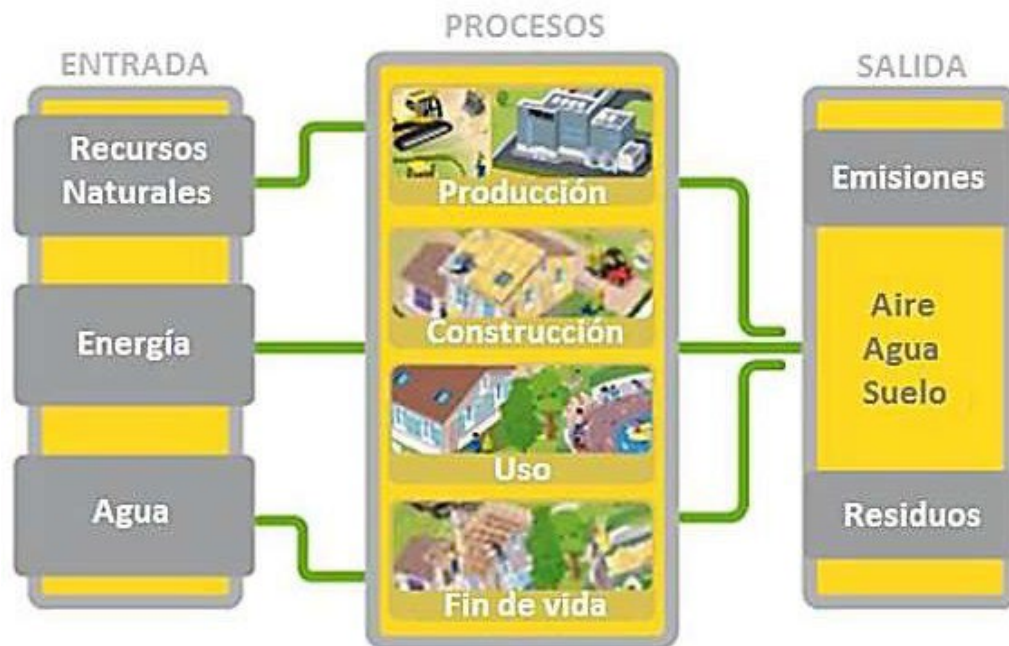 ENTRADA
Recursos
Naturales
Energía
Agua
PROCESOS
Producción
Construcción
Uso
Fin de vida
SALIDA
Emisiones
Aire
Agua
Suelo
Residuos